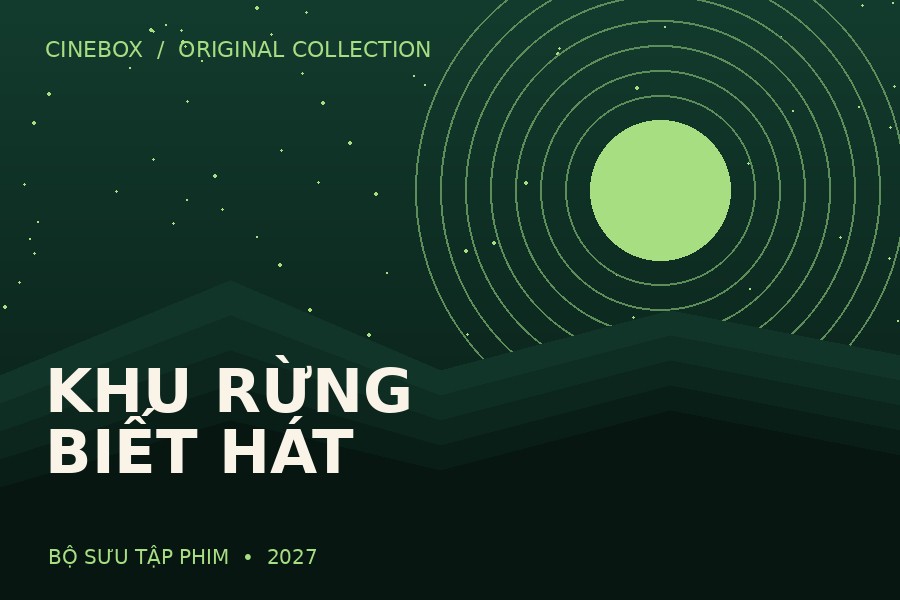 CINEBOX / ORIGINAL COLLECTION
KHU RỪNG
BIẾT HÁT
BỘ SƯU TẬP PHIM • 2027